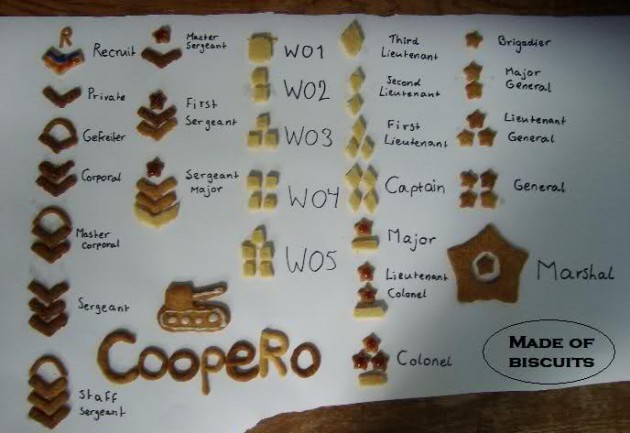 R
Recruit
Private
Gefreiter
Corporal
Master
Corporal
Sergeant
Staff
Sergeant
Master
Sergeant
First
Sergeant
Sergeant
Major
WO1
WO2
WO3
WO4
WO5
Third
Lieutenant
Second
Lieutenant
First
Lieutenant
Captain
Major
Lieutenant
Colonel
Colonel
Brigadier
Major
General
Lieutenant
General
General
Marshal
CoopeRo
MADE OF
BISCUITS